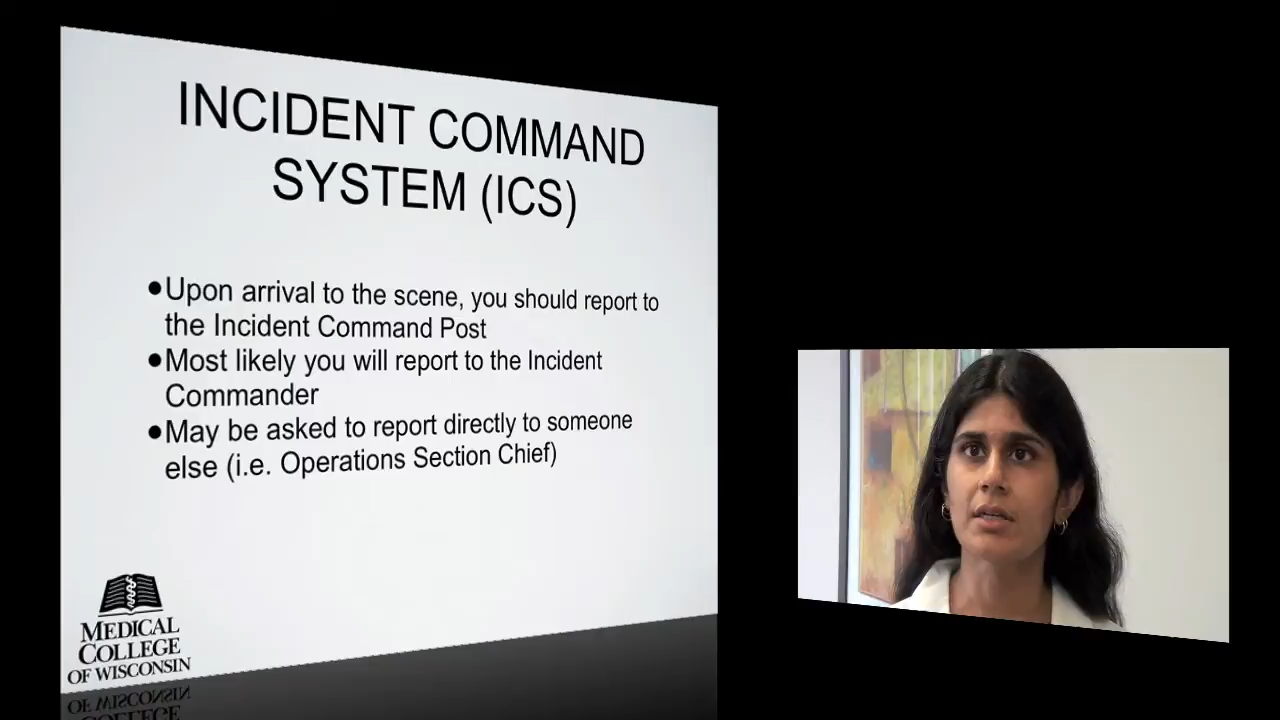 INCIDENT COMMAND
SYSTEM (ICS)
•Upon arrival to the scene, you should report to
the Incident Command Post
•Most likely you will report to the Incident
Commander
•May be asked to report directly to someone
else (i.e. Operations Section Chief)
MEDICAL
COLLEGE
OF WISCONSIN